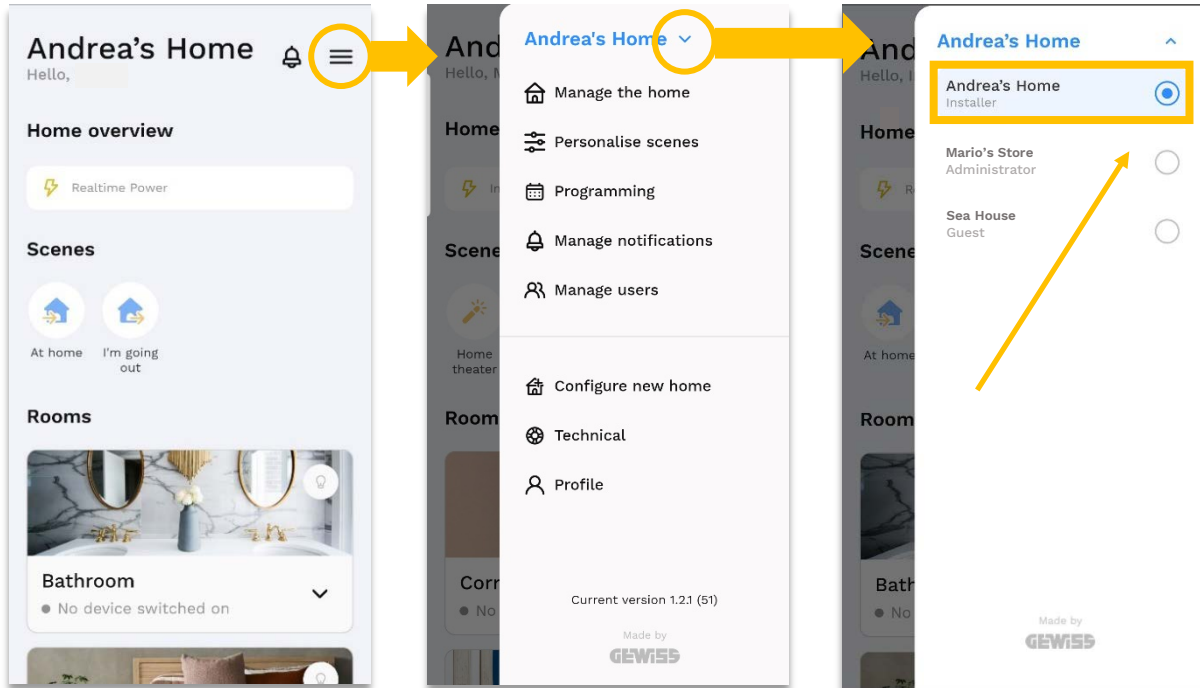 Andrea's Home
Hello,
Home overview
Realtime Power
Scenes
At home
I'm going
out
Rooms
Bathroom
No device switched on
And
Hello,
Home
In
Scene
Home
theater
Room
Corr
No
Andrea's Home
Manage the home
Personalise scenes
Programming
Manage notifications
Manage users
Configure new home
Technical
Profile
Current version 1.2.1 (51)
Made by
GEWISS
And
Hello, I
Home
R
Scene
At home
Room
Bath
No
Andrea's Home
Andrea's Home
Installer
Mario's Store
Administrator
Sea House
Guest
Made by
GEWISS